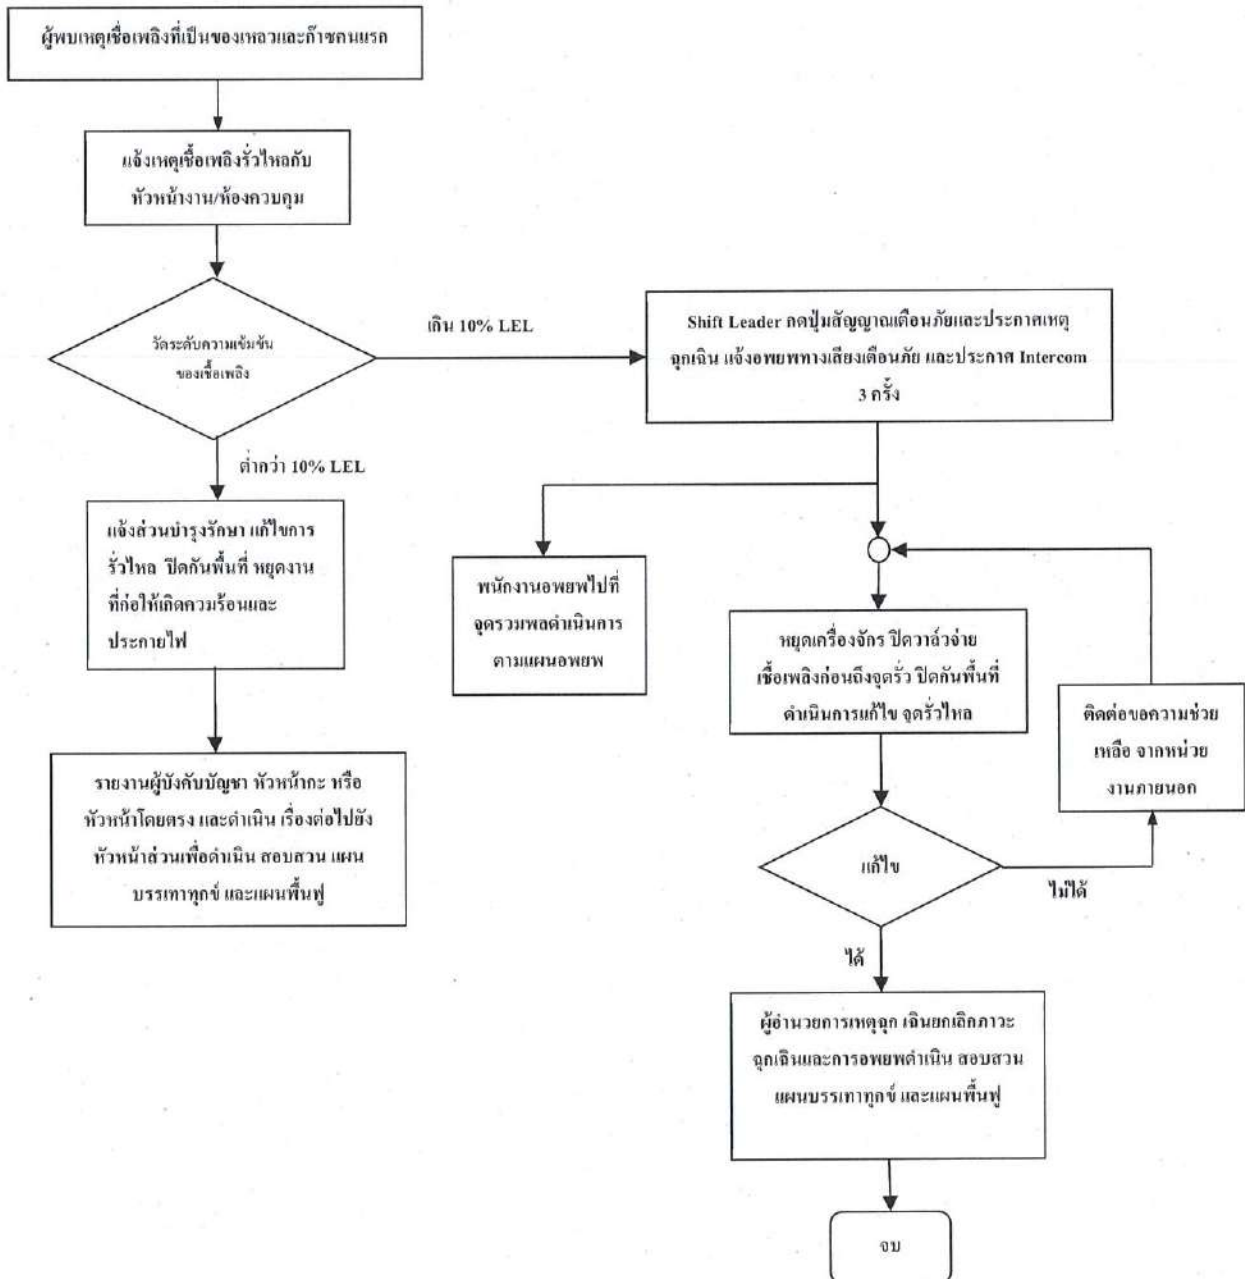 ผู้พบเหตุเชื้อเพลิงที่เป็นของเหลวและก๊าซคนแรก
แจ้งเหตุเชื้อเพลิงรั่วไหลกับ
หัวหน้างาน/ห้องควบคุม
วัดระดับความเข้มข้น
ของเชื้อเพลิง
เกิน 10% LEL
Shift Leader กดปุ่มสัญญาณเตือนภัยและประกาศเหตุ
ฉุกเฉิน แจ้งอพยพทางเสียงเตือนภัย และประกาศ Intercom
3 ครั้ง
ต่ำกว่า 10% LEL
แจ้งส่วนบำรุงรักษา แก้ไขการ
รั่วไหล ปิดกันพื้นที่ หยุดงาน
ที่ก่อให้เกิดควมร้อนและ
ประกายไฟ
พนักงานอพยพไปที่
จุดรวมพลดำเนินการ
ตามแผนอพยพ
หยุดเครื่องจักร ปิดวาล์วจ่าย
เชื้อเพลิงก่อนถึงจุดรั่ว ปิดกันพื้นที่
ดำเนินการแก้ไข จุดรั่วไหล
ติดต่อขอความช่วย
เหลือ จากหน่วย
งานภายนอก
รายงานผู้บังคับบัญชา หัวหน้ากะ หรือ
หัวหน้าโดยตรง และดำเนิน เรื่องต่อไปยัง
หัวหน้าส่วนเพื่อดำเนิน สอบสวน แผน
บรรเทาทุกข์ และแผนฟื้นฟู
แก้ไข
ไม่ได้
ได้
ผู้อำนวยการเหตุฉุก เฉินยกเลิกภาวะ
ฉุกเฉินและการอพยพดำเนิน สอบสวน
แผนบรรเทาทุกข์ และแผนฟื้นฟู
จบ